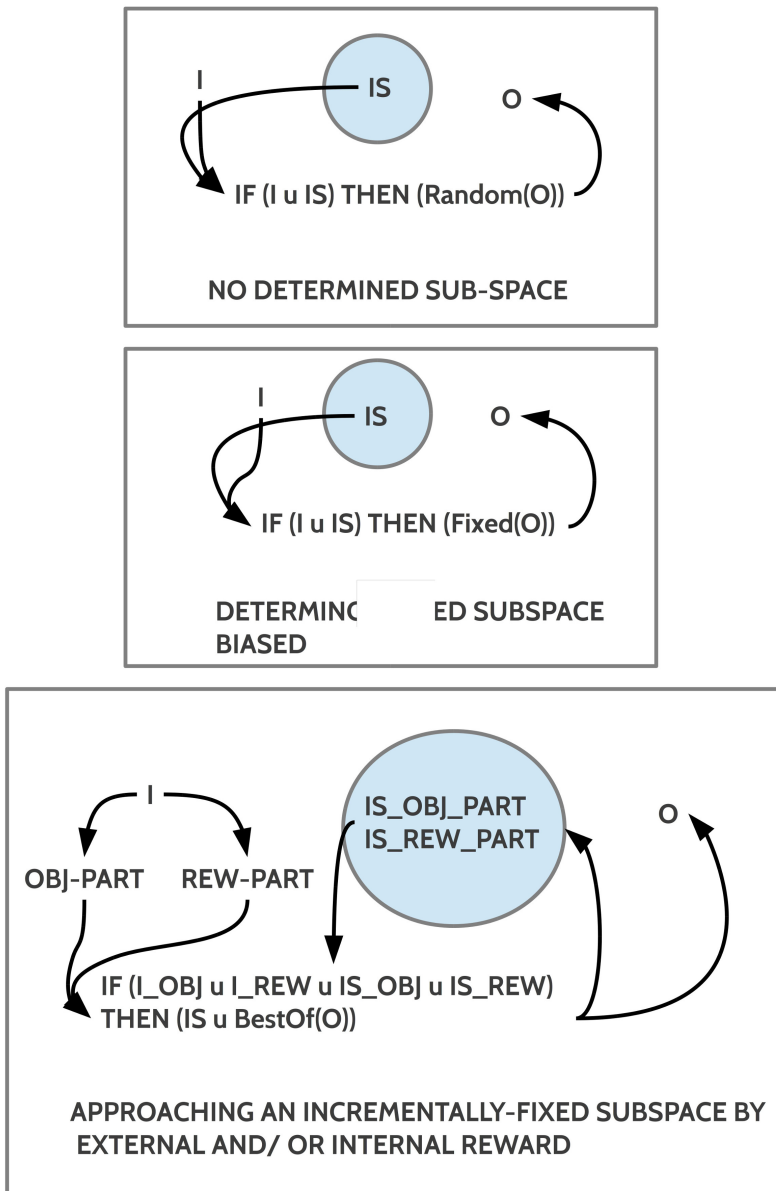 I
IS
O
IF (I u IS) THEN (Random(O))
NO DETERMINED SUB-SPACE
I
IS
O
IF (I u IS) THEN (Fixed(O))
SUBSPACE
BIASED
I
IS_OBJ_PART
IS_REW_PART
O
OBJ-PART REW-PART
IF (I_OBJ u I_REW u IS_OBJ u IS_REW)
THEN (IS u BestOf(O))
APPROACHING AN INCREMENTALLY-FIXED SUBSPACE BY
EXTERNAL AND/ OR INTERNAL REWARD